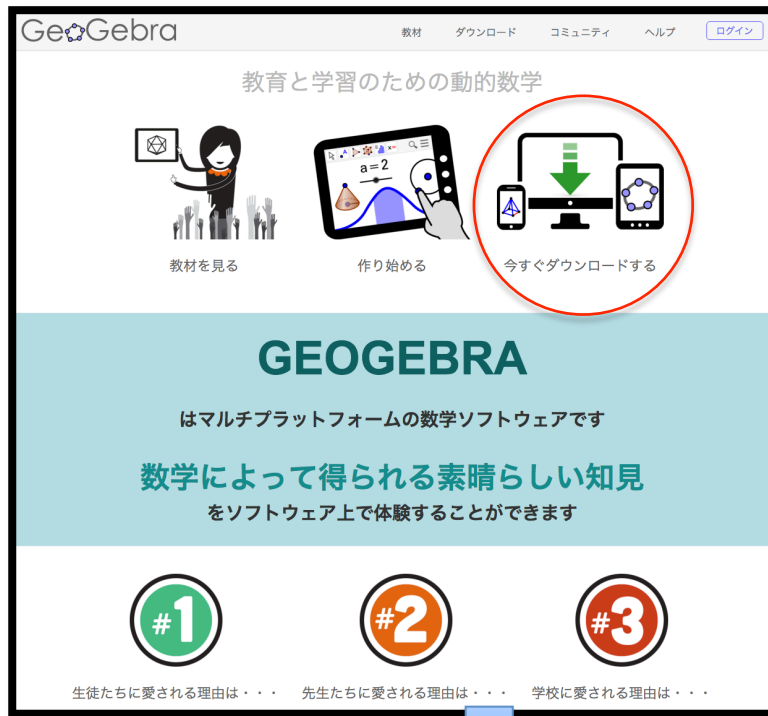 GeoGebra
教材 ダウンロード コミュニティ ヘルプ ログイン
教育と学習のための動的数学
a=2
教材を見る 作り始める 今すぐダウンロードする
GEOGEBRA
はマルチプラットフォームの数学ソフトウェアです
数学によって得られる素晴らしい知見
をソフトウェア上で体験することができます
#1 #2 #3
生徒たちに愛される理由は・・・ 先生たちに愛される理由は・・・ 学校に愛される理由は・・・